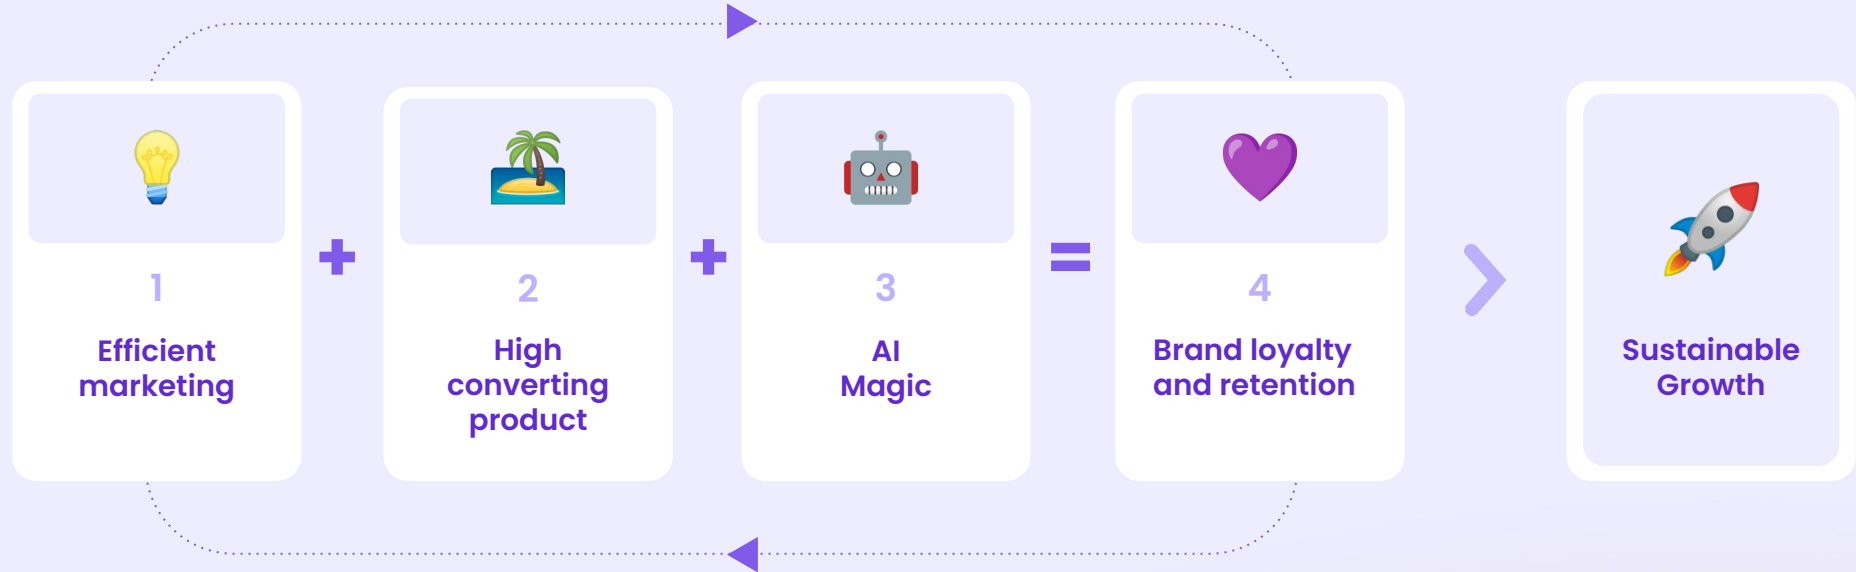 1
Efficient
marketing
+
2
High
converting
product
+
3
AI
Magic
=
4
Brand loyalty
and retention
Sustainable
Growth